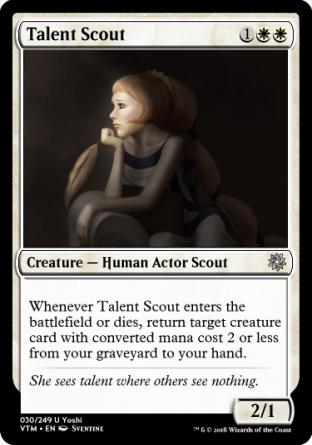 Talent Scout 1
Creature — Human Actor Scout
Whenever Talent Scout enters the
battlefield or dies, return target creature
card with converted mana cost 2 or less
from your graveyard to your hand.
She sees talent where others see nothing.
2/1
030/249 U Yoshi
VTM • EN Sventine
™ & © 2018 Wizards of the Coast